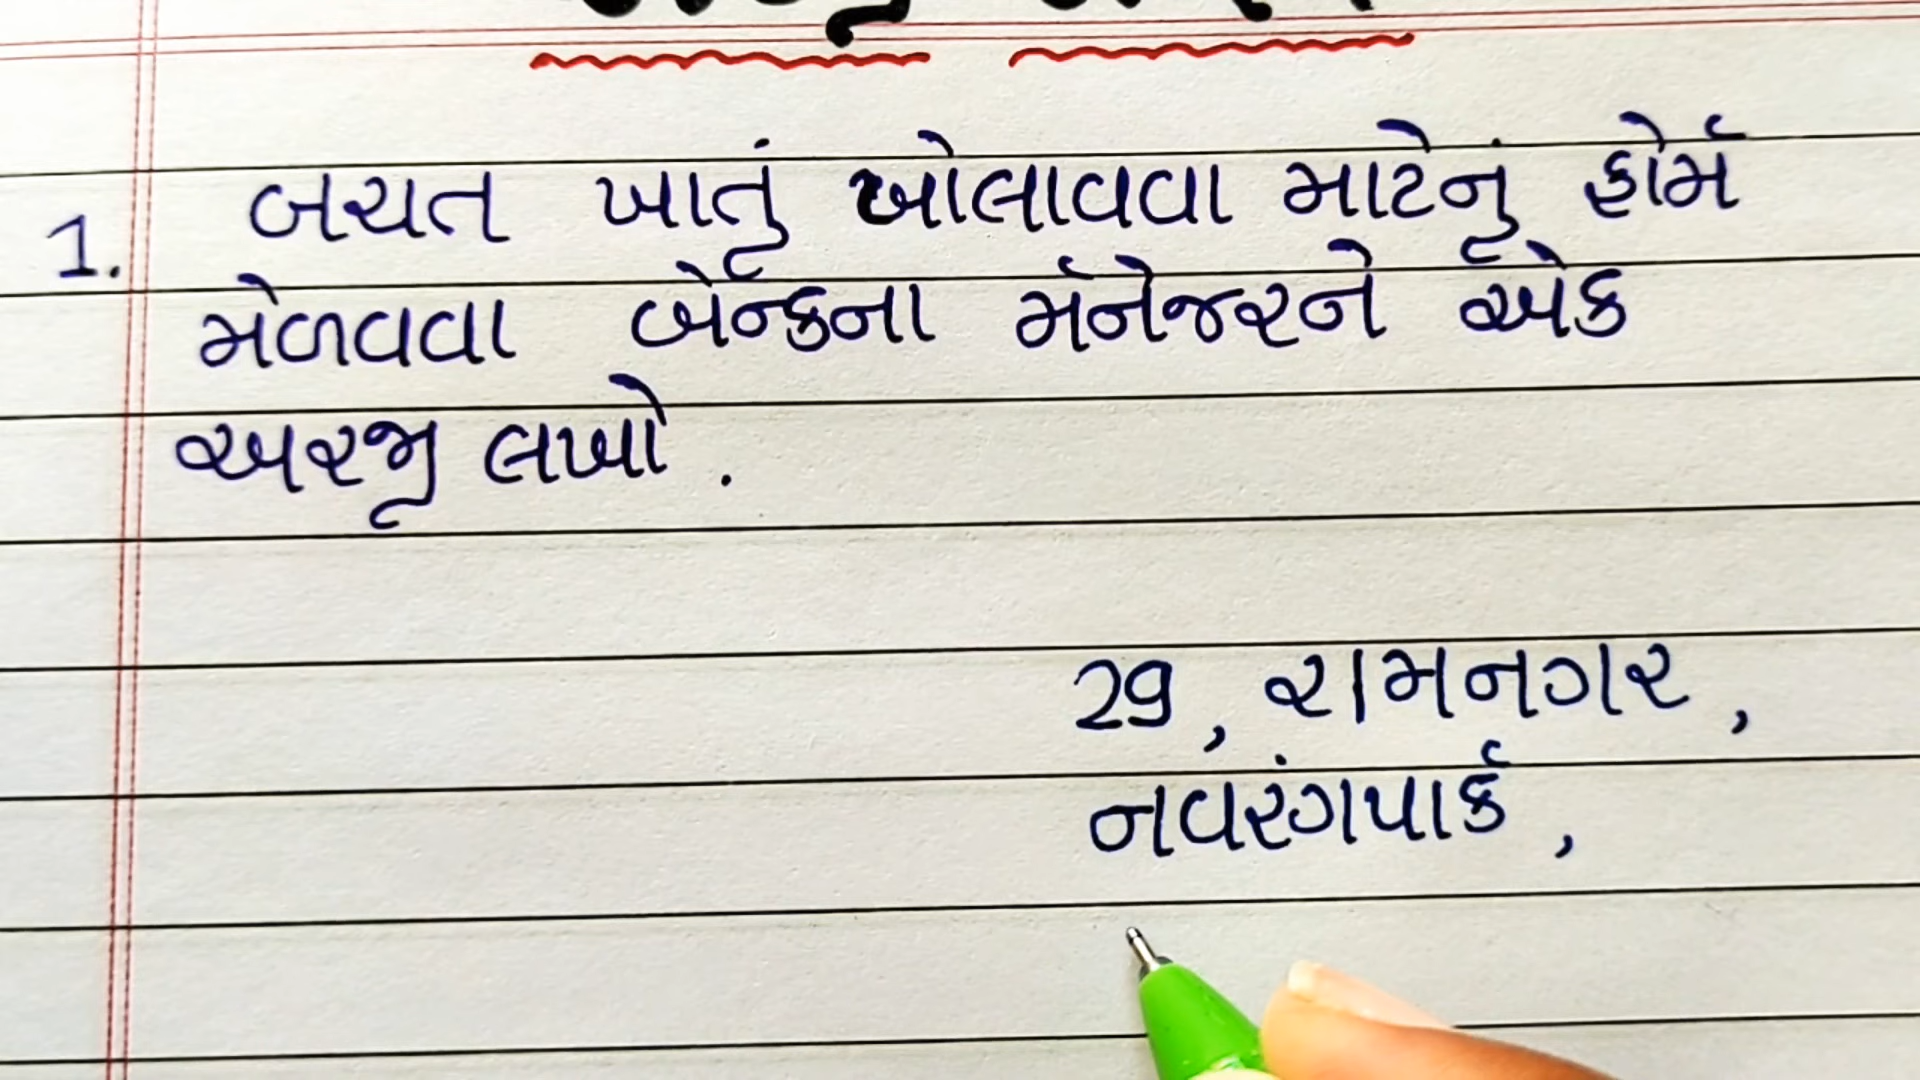 1. બચત ખાતું ખોલાવવા માટેનું ફોર્મ
મેળવવા બેન્કના મેંનેજરને એક
અરજી લખો .
29 , રામનગર ,
નવરંગપાર્ક ,